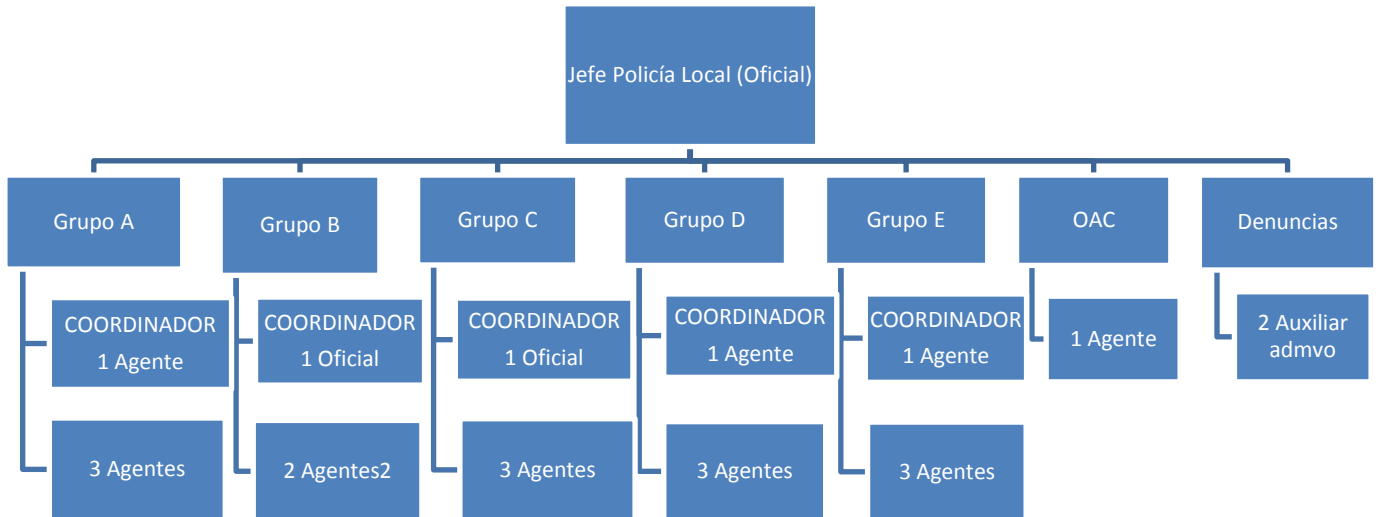 Jefe Policía Local (Oficial)
Grupo A
Grupo B
Grupo C
Grupo D
Grupo E
OAC
Denuncias
COORDINADOR
1 Agente
COORDINADOR
1 Oficial
COORDINADOR
1 Oficial
COORDINADOR
1 Agente
COORDINADOR
1 Agente
1 Agente
2 Auxiliar
admvo
3 Agentes
2 Agentes2
3 Agentes
3 Agentes
3 Agentes